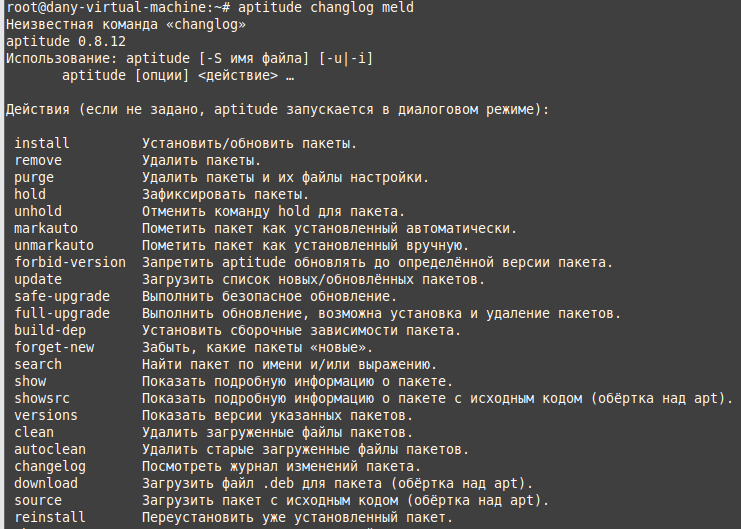 root@dany-virtual-machine:~# aptitude changlog meld
Неизвестная команда «changlog»
aptitude 0.8.12
Использование: aptitude [-S имя файла] [-u|-i]
       aptitude [опции] <действие> …
Действия (если не задано, aptitude запускается в диалоговом режиме):
 install         Установить/обновить пакеты.
 remove          Удалить пакеты.
 purge           Удалить пакеты и их файлы настройки.
 hold            Зафиксировать пакеты.
 unhold          Отменить команду hold для пакета.
 markauto        Пометить пакет как установленный автоматически.
 unmarkauto      Пометить пакет как установленный вручную.
 forbid-version  Запретить aptitude обновлять до определённой версии пакета.
 update          Загрузить список новых/обновлённых пакетов.
 safe-upgrade    Выполнить безопасное обновление.
 full-upgrade    Выполнить обновление, возможна установка и удаление пакетов.
 build-dep       Установить сборочные зависимости пакета.
 forget-new      Забыть, какие пакеты «новые».
 search          Найти пакет по имени и/или выражению.
 show            Показать подробную информацию о пакете.
 showsrc         Показать подробную информацию о пакете с исходным кодом (обёртка над apt).
 versions        Показать версии указанных пакетов.
 clean           Удалить загруженные файлы пакетов.
 autoclean       Удалить старые загруженные файлы пакетов.
 changelog       Посмотреть журнал изменений пакета.
 download        Загрузить файл .deb для пакета (обёртка над apt).
 source          Загрузить пакет с исходным кодом (обёртка над apt).
 reinstall       Переустановить уже установленный пакет.